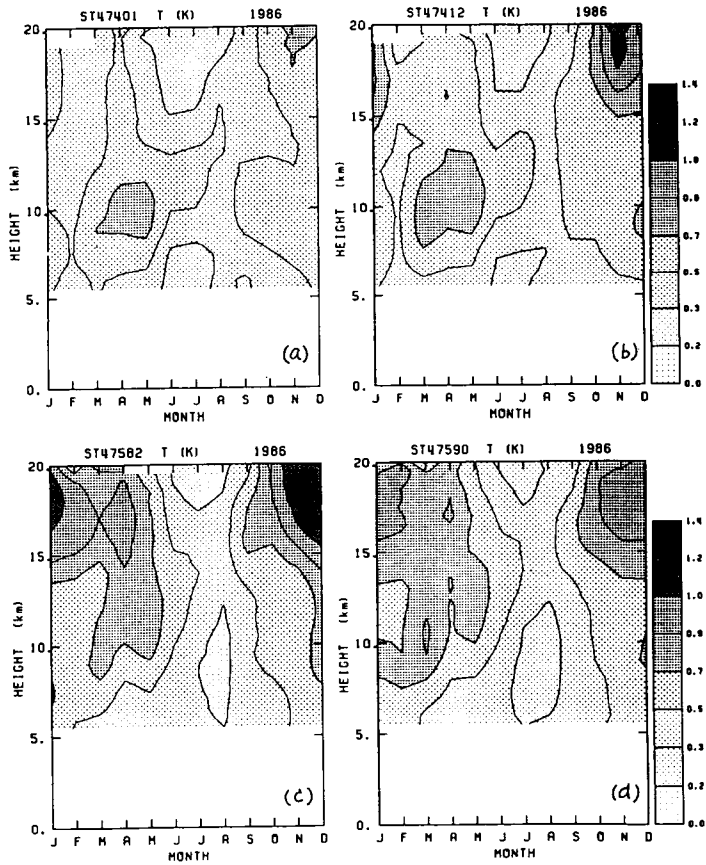 ST47401 T (K) 1986
20
15
10
5.
0.
HEIGHT (km)
J F M A M J J A S O N D
MONTH
(a)
ST47412 T (K) 1986
20
15
10
5.
0.
HEIGHT (km)
J F M A M J J A S O N D
MONTH
(b)
1.4
1.2
1.0
0.8
0.7
0.5
0.3
0.2
0.0
ST47582 T (K) 1986
20
15
10
5.
0.
HEIGHT (km)
J F M A M J J A S O N D
MONTH
(c)
ST47590 T (K) 1986
20
15
10
5.
0.
HEIGHT (km)
J F M A M J J A S O N D
MONTH
(d)
1.4
1.2
1.0
0.9
0.7
0.5
0.3
0.2
0.0